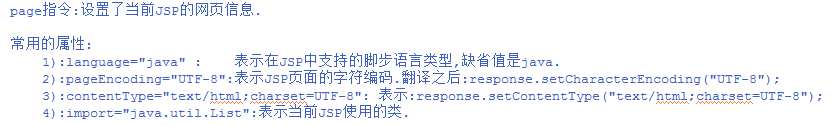 page指令:设置了当前JSP的网页信息.
常用的属性:
1):language="java" : 表示在JSP中支持的脚步语言类型,缺省值是java.
2):pageEncoding="UTF-8":表示JSP页面的字符编码.翻译之后:response.setCharacterEncoding("UTF-8");
3):contentType="text/html;charset=UTF-8": 表示:response.setContentType("text/html;charset=UTF-8");
4):import="java.util.List":表示当前JSP使用的类.